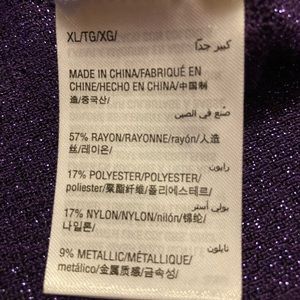 XL/TG/XG/
كبير جدًا
MADE IN CHINA/FABRIQUÉ EN
CHINE/HECHO EN CHINA/中国制
造/중국산/
صنع في الصين
57% RAYON/RAYONNE/rayón/人造
丝/레이온/
رايون
17% POLYESTER/POLYESTER/
poliester/聚酯纤维/폴리에스테르/
بولي أستر
17% NYLON/NYLON/nilón/锦纶/
나일론/
نايلون
9% METALLIC/MÉTALLIQUE/
metálico/金属质感/금속성/